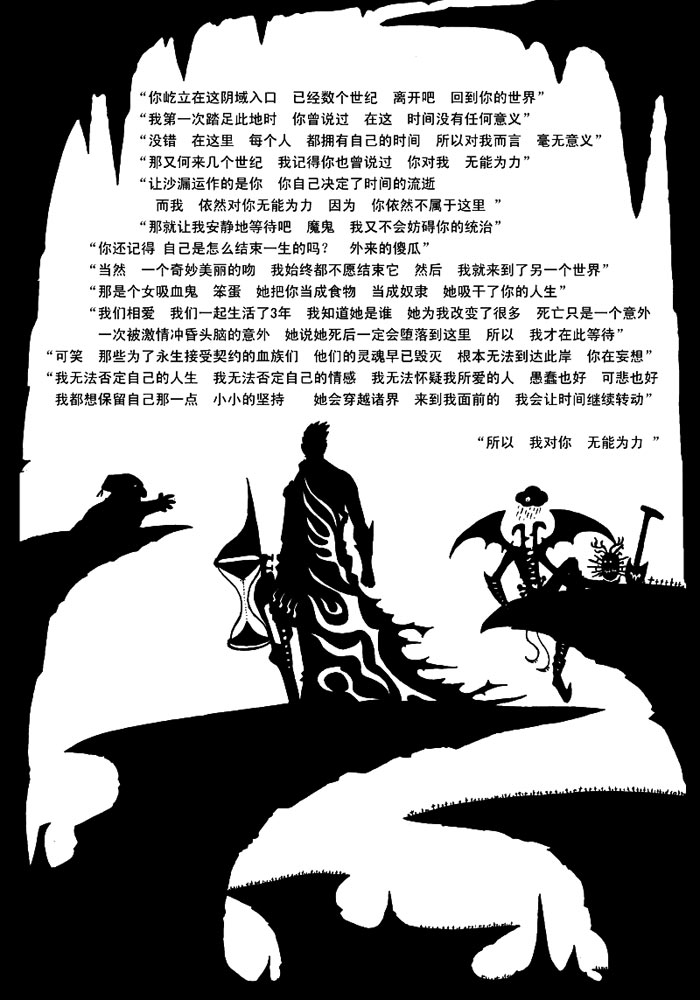 “你屹立在这阴域入口　已经数个世纪　离开吧　回到你的世界”
“我第一次踏足此地时　你曾说过　在这　时间没有任何意义”
“没错　在这里　每个人　都拥有自己的时间　所以对我而言　毫无意义”
“那又何来几个世纪　我记得你也曾说过　你对我　无能为力”
“让沙漏运作的是你　你自己决定了时间的流逝
而我　依然对你无能为力　因为　你依然不属于这里 ”
“那就让我安静地等待吧　魔鬼　我又不会妨碍你的统治”
“你还记得 自己是怎么结束一生的吗？　外来的傻瓜”
“当然　一个奇妙美丽的吻　我始终都不愿结束它　然后　我就来到了另一个世界”
“那是个女吸血鬼　笨蛋　她把你当成食物　当成奴隶　她吸干了你的人生”
“我们相爱　我们一起生活了3年　我知道她是谁　她为我改变了很多　死亡只是一个意外
一次被激情冲昏头脑的意外　她说她死后一定会堕落到这里　所以　我才在此等待”
“可笑　那些为了永生接受契约的血族们　他们的灵魂早已毁灭　根本无法到达此岸　你在妄想”
“我无法否定自己的人生　我无法否定自己的情感　我无法怀疑我所爱的人　愚蠢也好　可悲也好
我都想保留自己那一点　小小的坚持　　她会穿越诸界　来到我面前的　我会让时间继续转动”
“所以　我对你　无能为力 ”